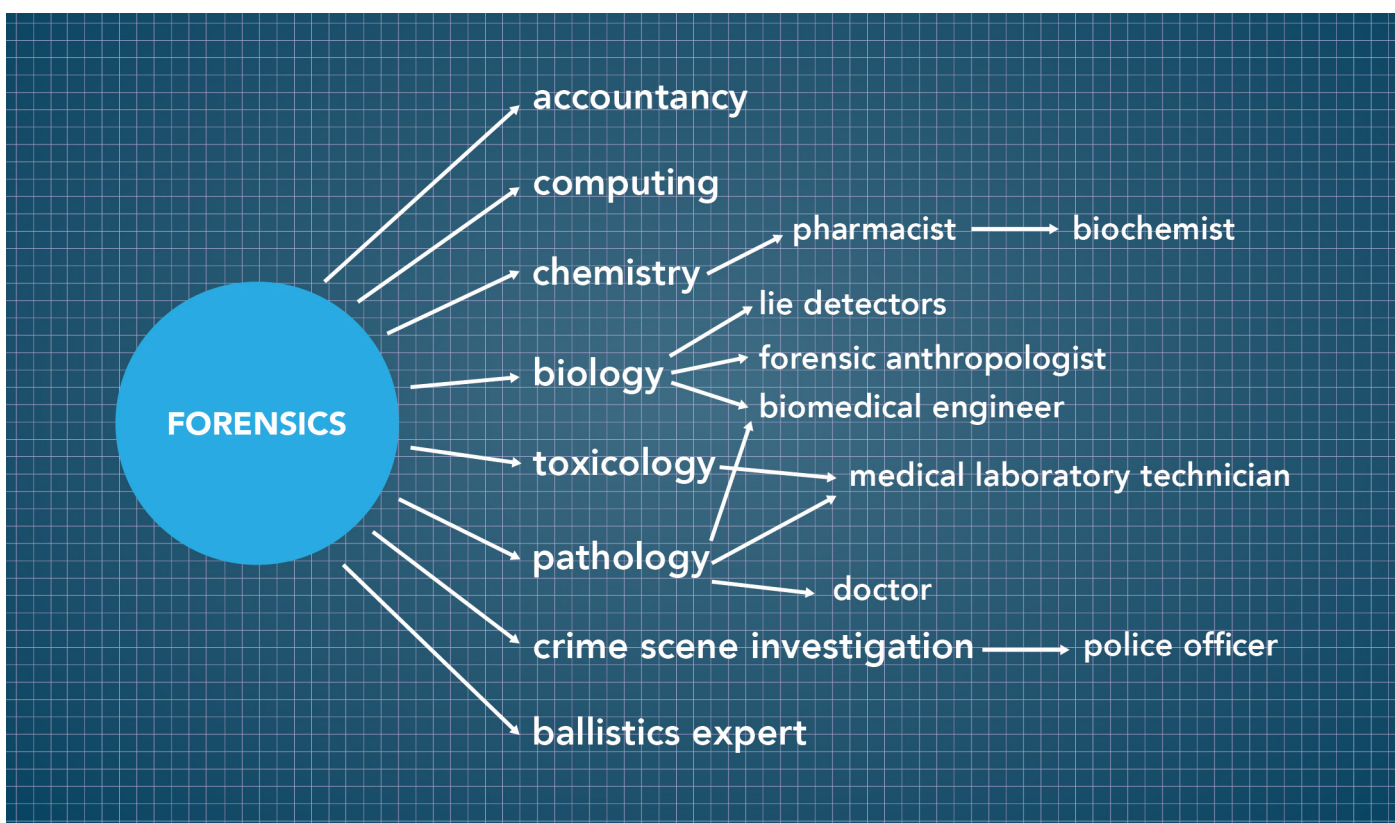 accountancy
computing
pharmacist
biochemist
chemistry
lie detectors
forensic anthropologist
biology
biomedical engineer
FORENSICS
toxicology
medical laboratory technician
pathology
doctor
crime scene investigation
police officer
ballistics expert